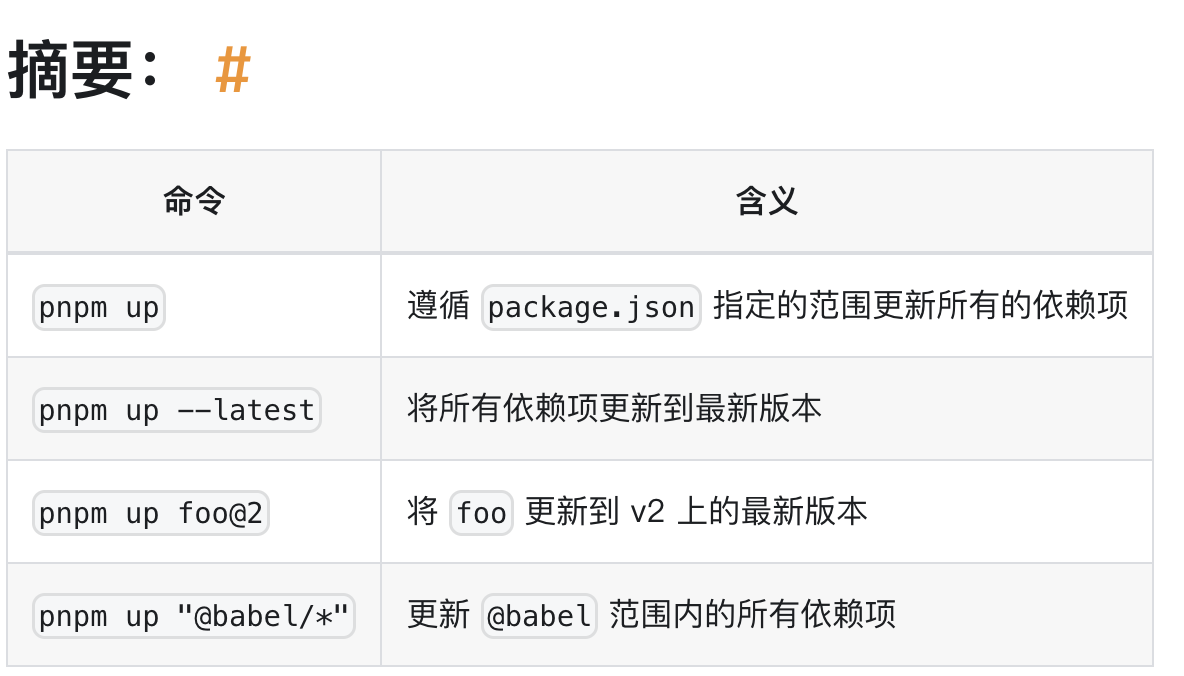 摘要： #
命令 含义
pnpm up 遵循 package.json 指定的范围更新所有的依赖项
pnpm up --latest 将所有依赖项更新到最新版本
pnpm up foo@2 将 foo 更新到 v2 上的最新版本
pnpm up "@babel/*" 更新 @babel 范围内的所有依赖项